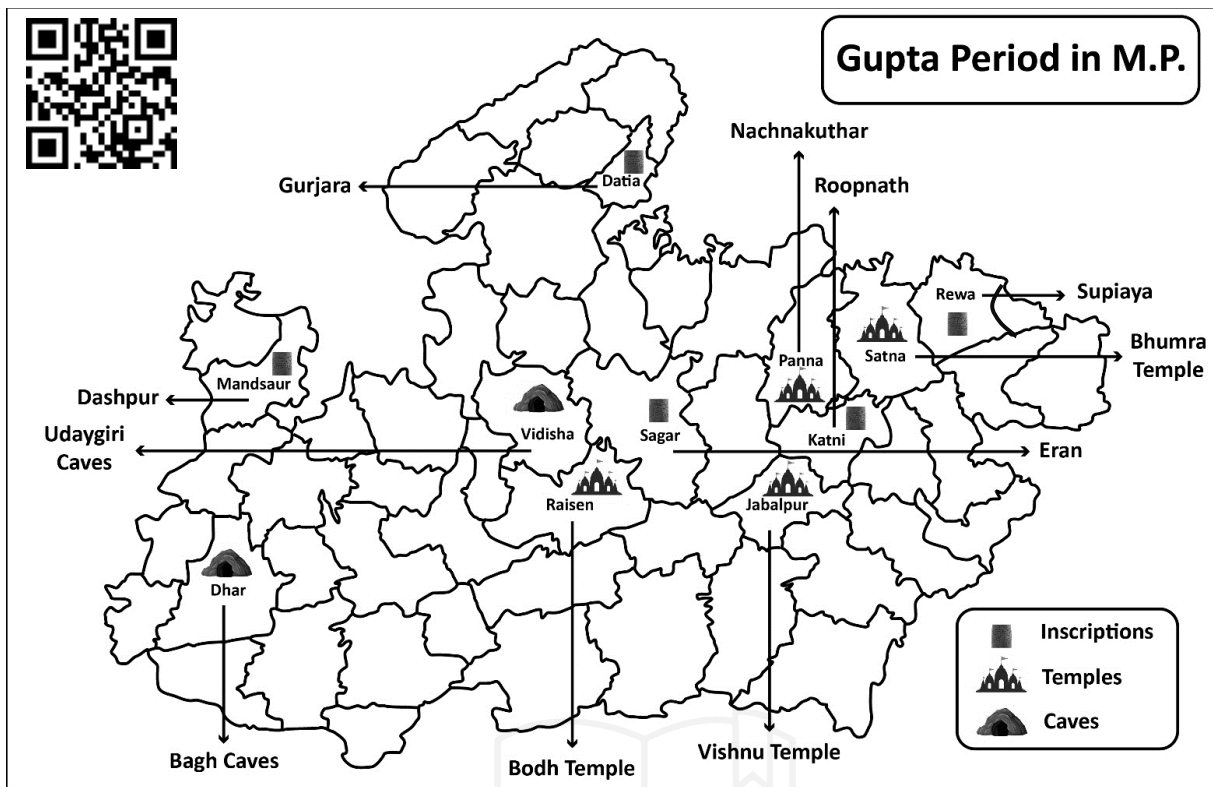 Gupta Period in M.P.
Nachnakuthar
Roopnath
Gurjara
Datia
Rewa
Supiaya
Satna
Bhumra
Temple
Panna
Mandsaur
Dashpur
Vidisha
Sagar
Katni
Udaygiri
Caves
Eran
Raisen
Jabalpur
Dhar
Inscriptions
Temples
Caves
Bagh Caves
Bodh Temple
Vishnu Temple